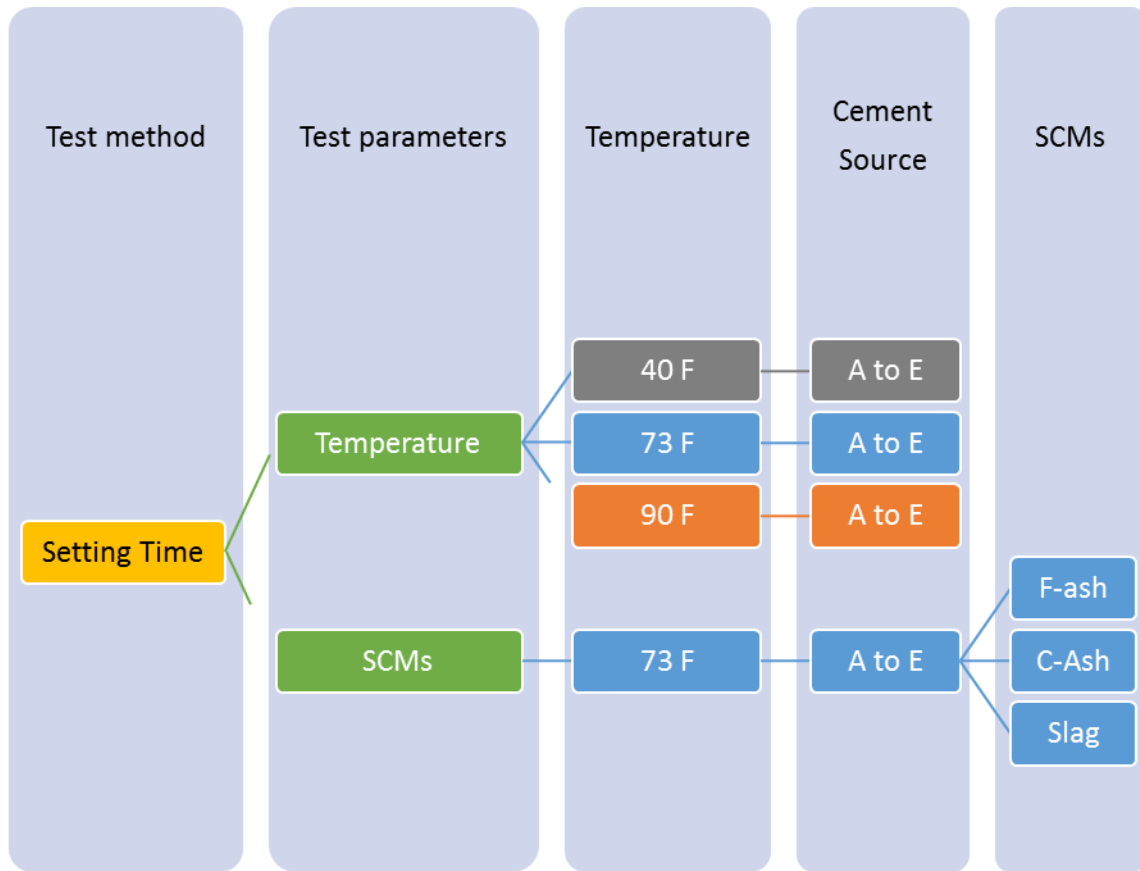 Test method
Test parameters
Temperature
Cement
Source
SCMs
40 F
A to E
Temperature
73 F
A to E
90 F
A to E
Setting Time
F-ash
SCMs
73 F
A to E
C-Ash
Slag